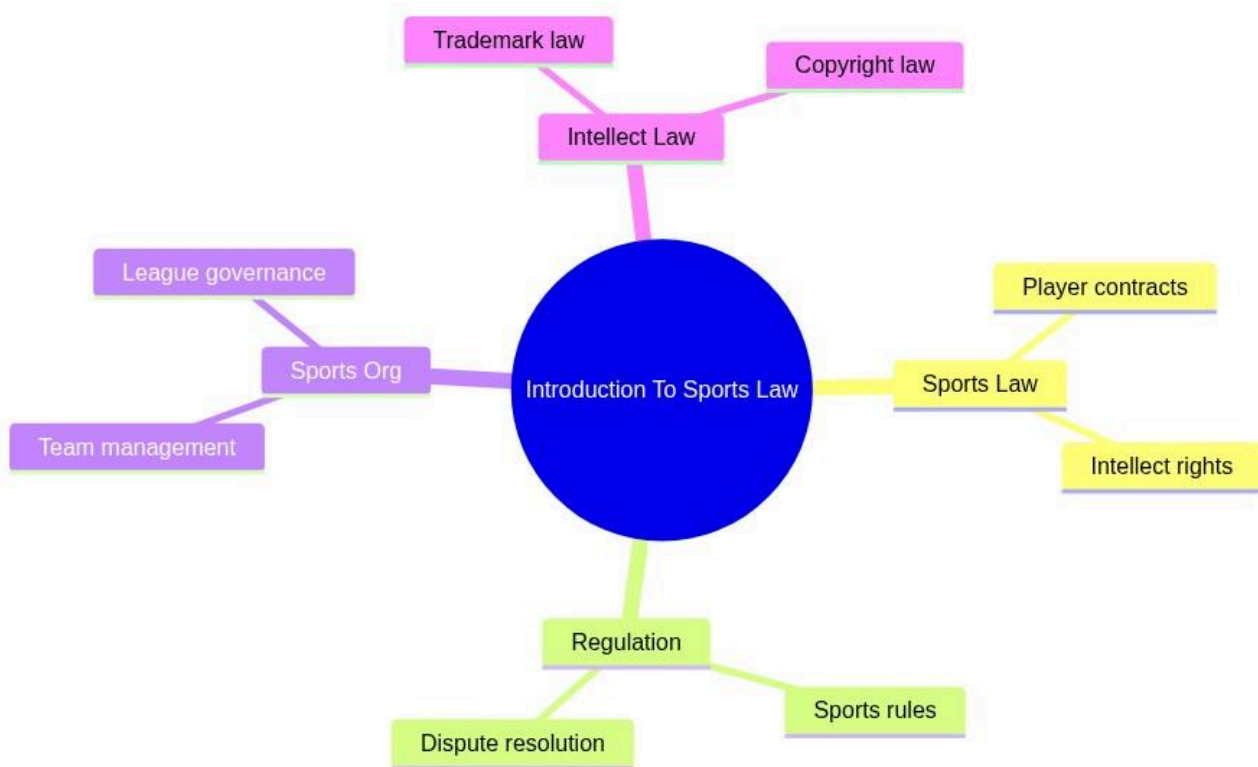 Trademark law
Copyright law
Intellect Law
League governance
Player contracts
Sports Org
Introduction To Sports Law
Sports Law
Team management
Intellect rights
Regulation
Sports rules
Dispute resolution